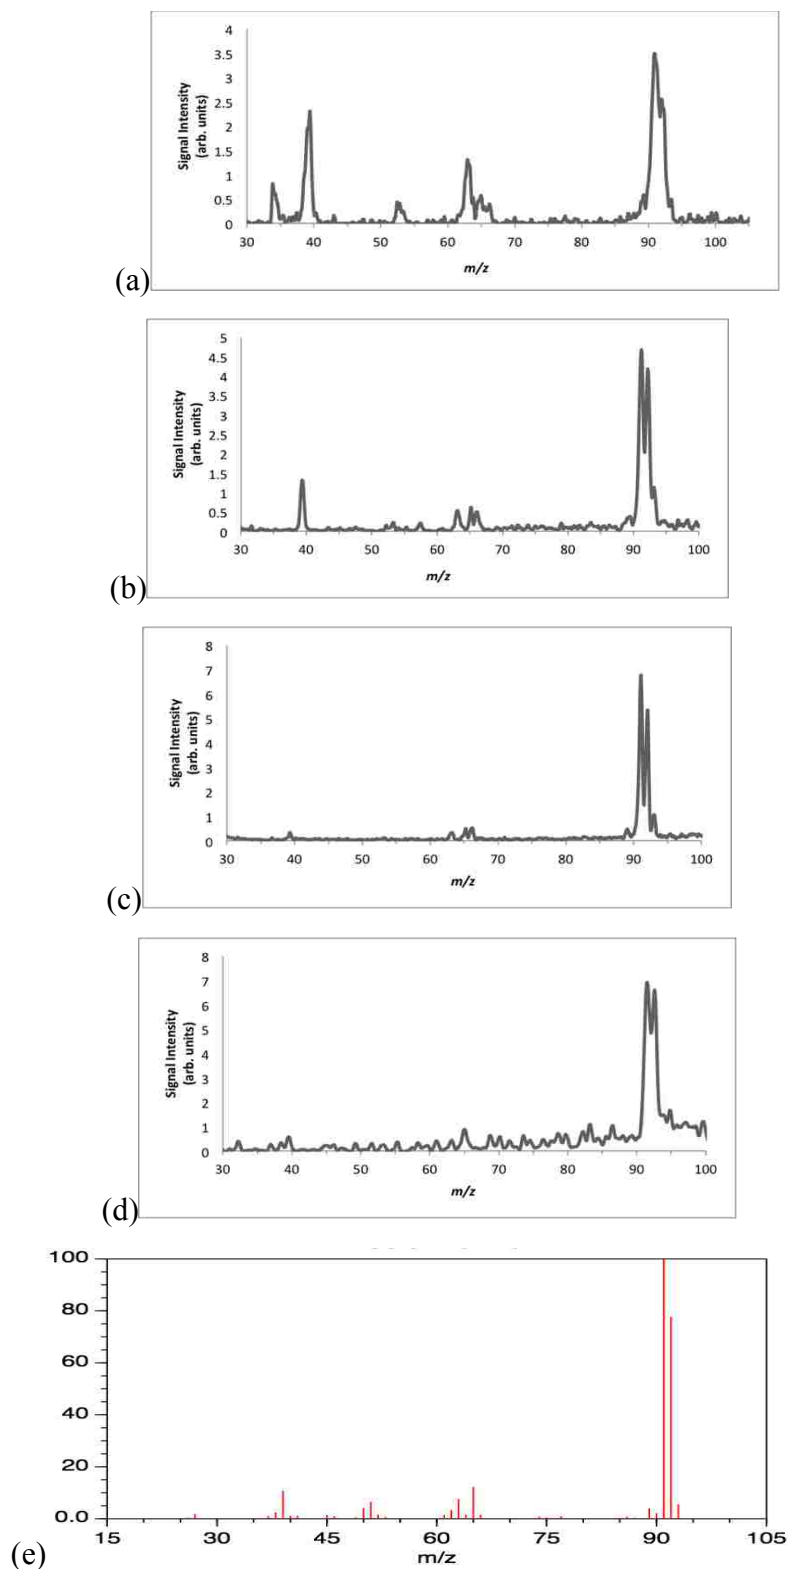 4
3.5
3
2.5
2
1.5
1
0.5
0
Signal Intensity
(arb. units)
30 40 50 60 70 80 90 100
m/z
(a)
5
4.5
4
3.5
3
2.5
2
1.5
1
0.5
0
Signal Intensity
(arb. units)
30 40 50 60 70 80 90 100
m/z
(b)
8
7
6
5
4
3
2
1
0
Signal Intensity
(arb. units)
30 40 50 60 70 80 90 100
m/z
(c)
8
7
6
5
4
3
2
1
0
Signal Intensity
(arb. units)
30 40 50 60 70 80 90 100
m/z
(d)
100
80
60
40
20
0.0
15 30 45 60 75 90 105
m/z
(e)